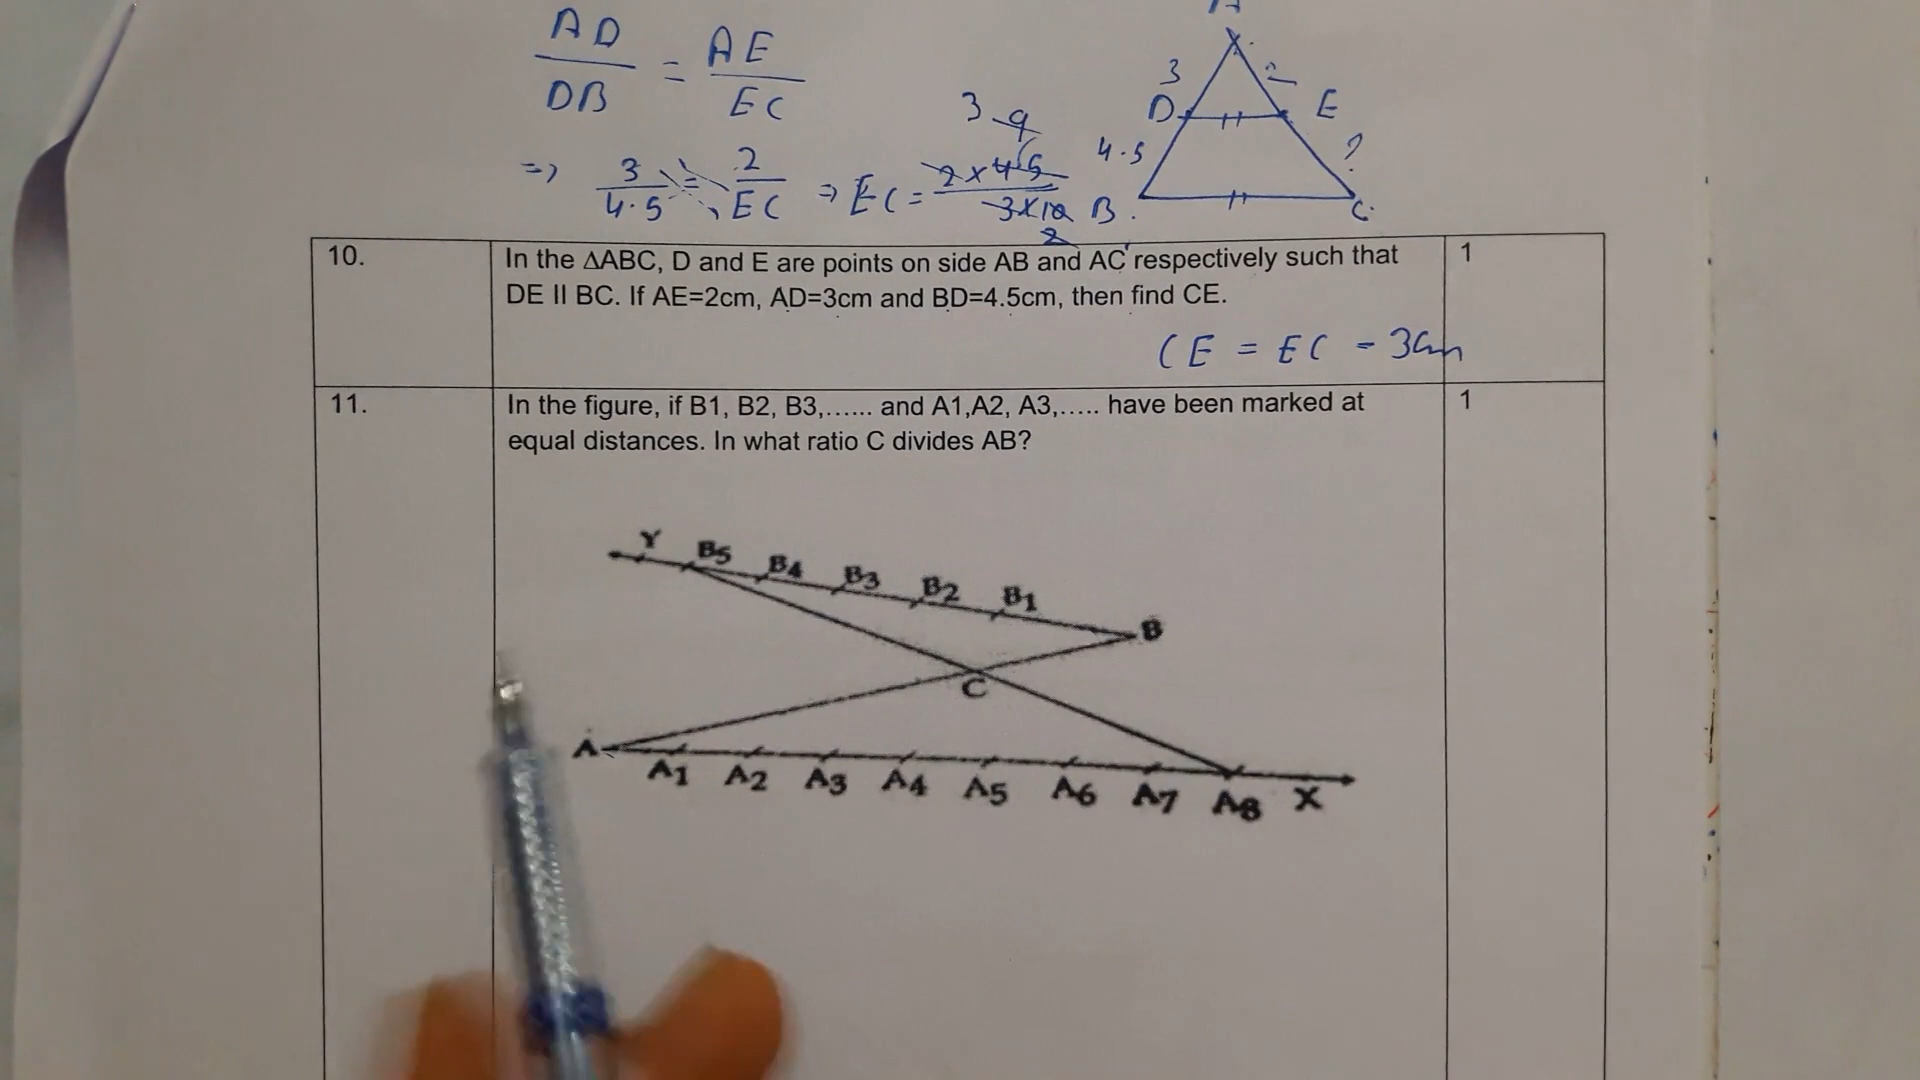 A
AD/DB = AE/EC
3 2
D E
4.5 ?
B. C.
=> 3/4.5 = 2/EC => EC = 2x45/3x10
3 9
2
10. In the ΔABC, D and E are points on side AB and AC respectively such that 1
DE II BC. If AE=2cm, AD=3cm and BD=4.5cm, then find CE.
CE = EC = 3cm
11. In the figure, if B1, B2, B3,...... and A1,A2, A3,..... have been marked at 1
equal distances. In what ratio C divides AB?
Y B5 B4 B3 B2 B1 B
C
A A1 A2 A3 A4 A5 A6 A7 A8 X